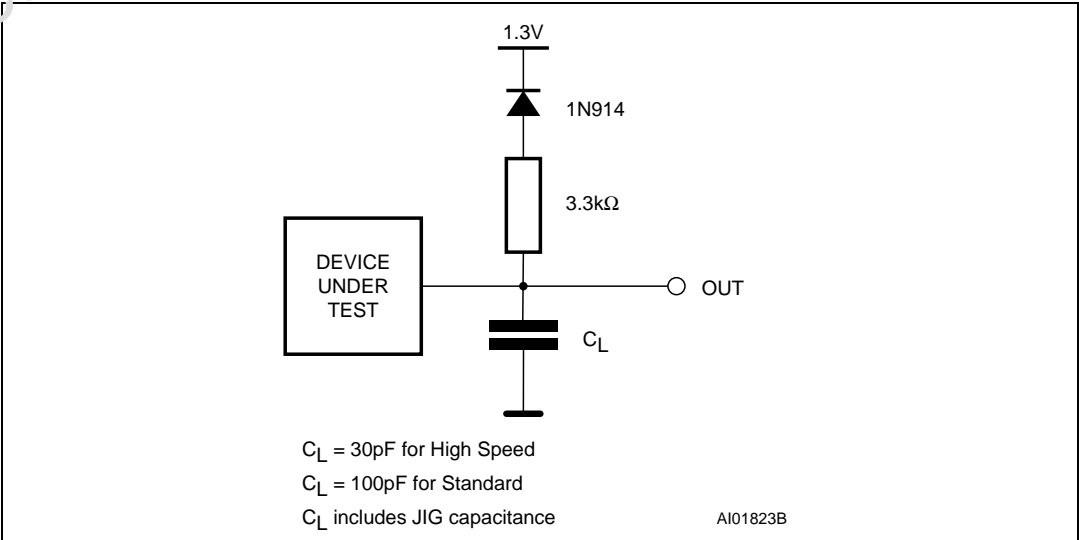 1.3V
1N914
3.3kΩ
DEVICE
UNDER
TEST
OUT
CL
CL = 30pF for High Speed
CL = 100pF for Standard
CL includes JIG capacitance
AI01823B